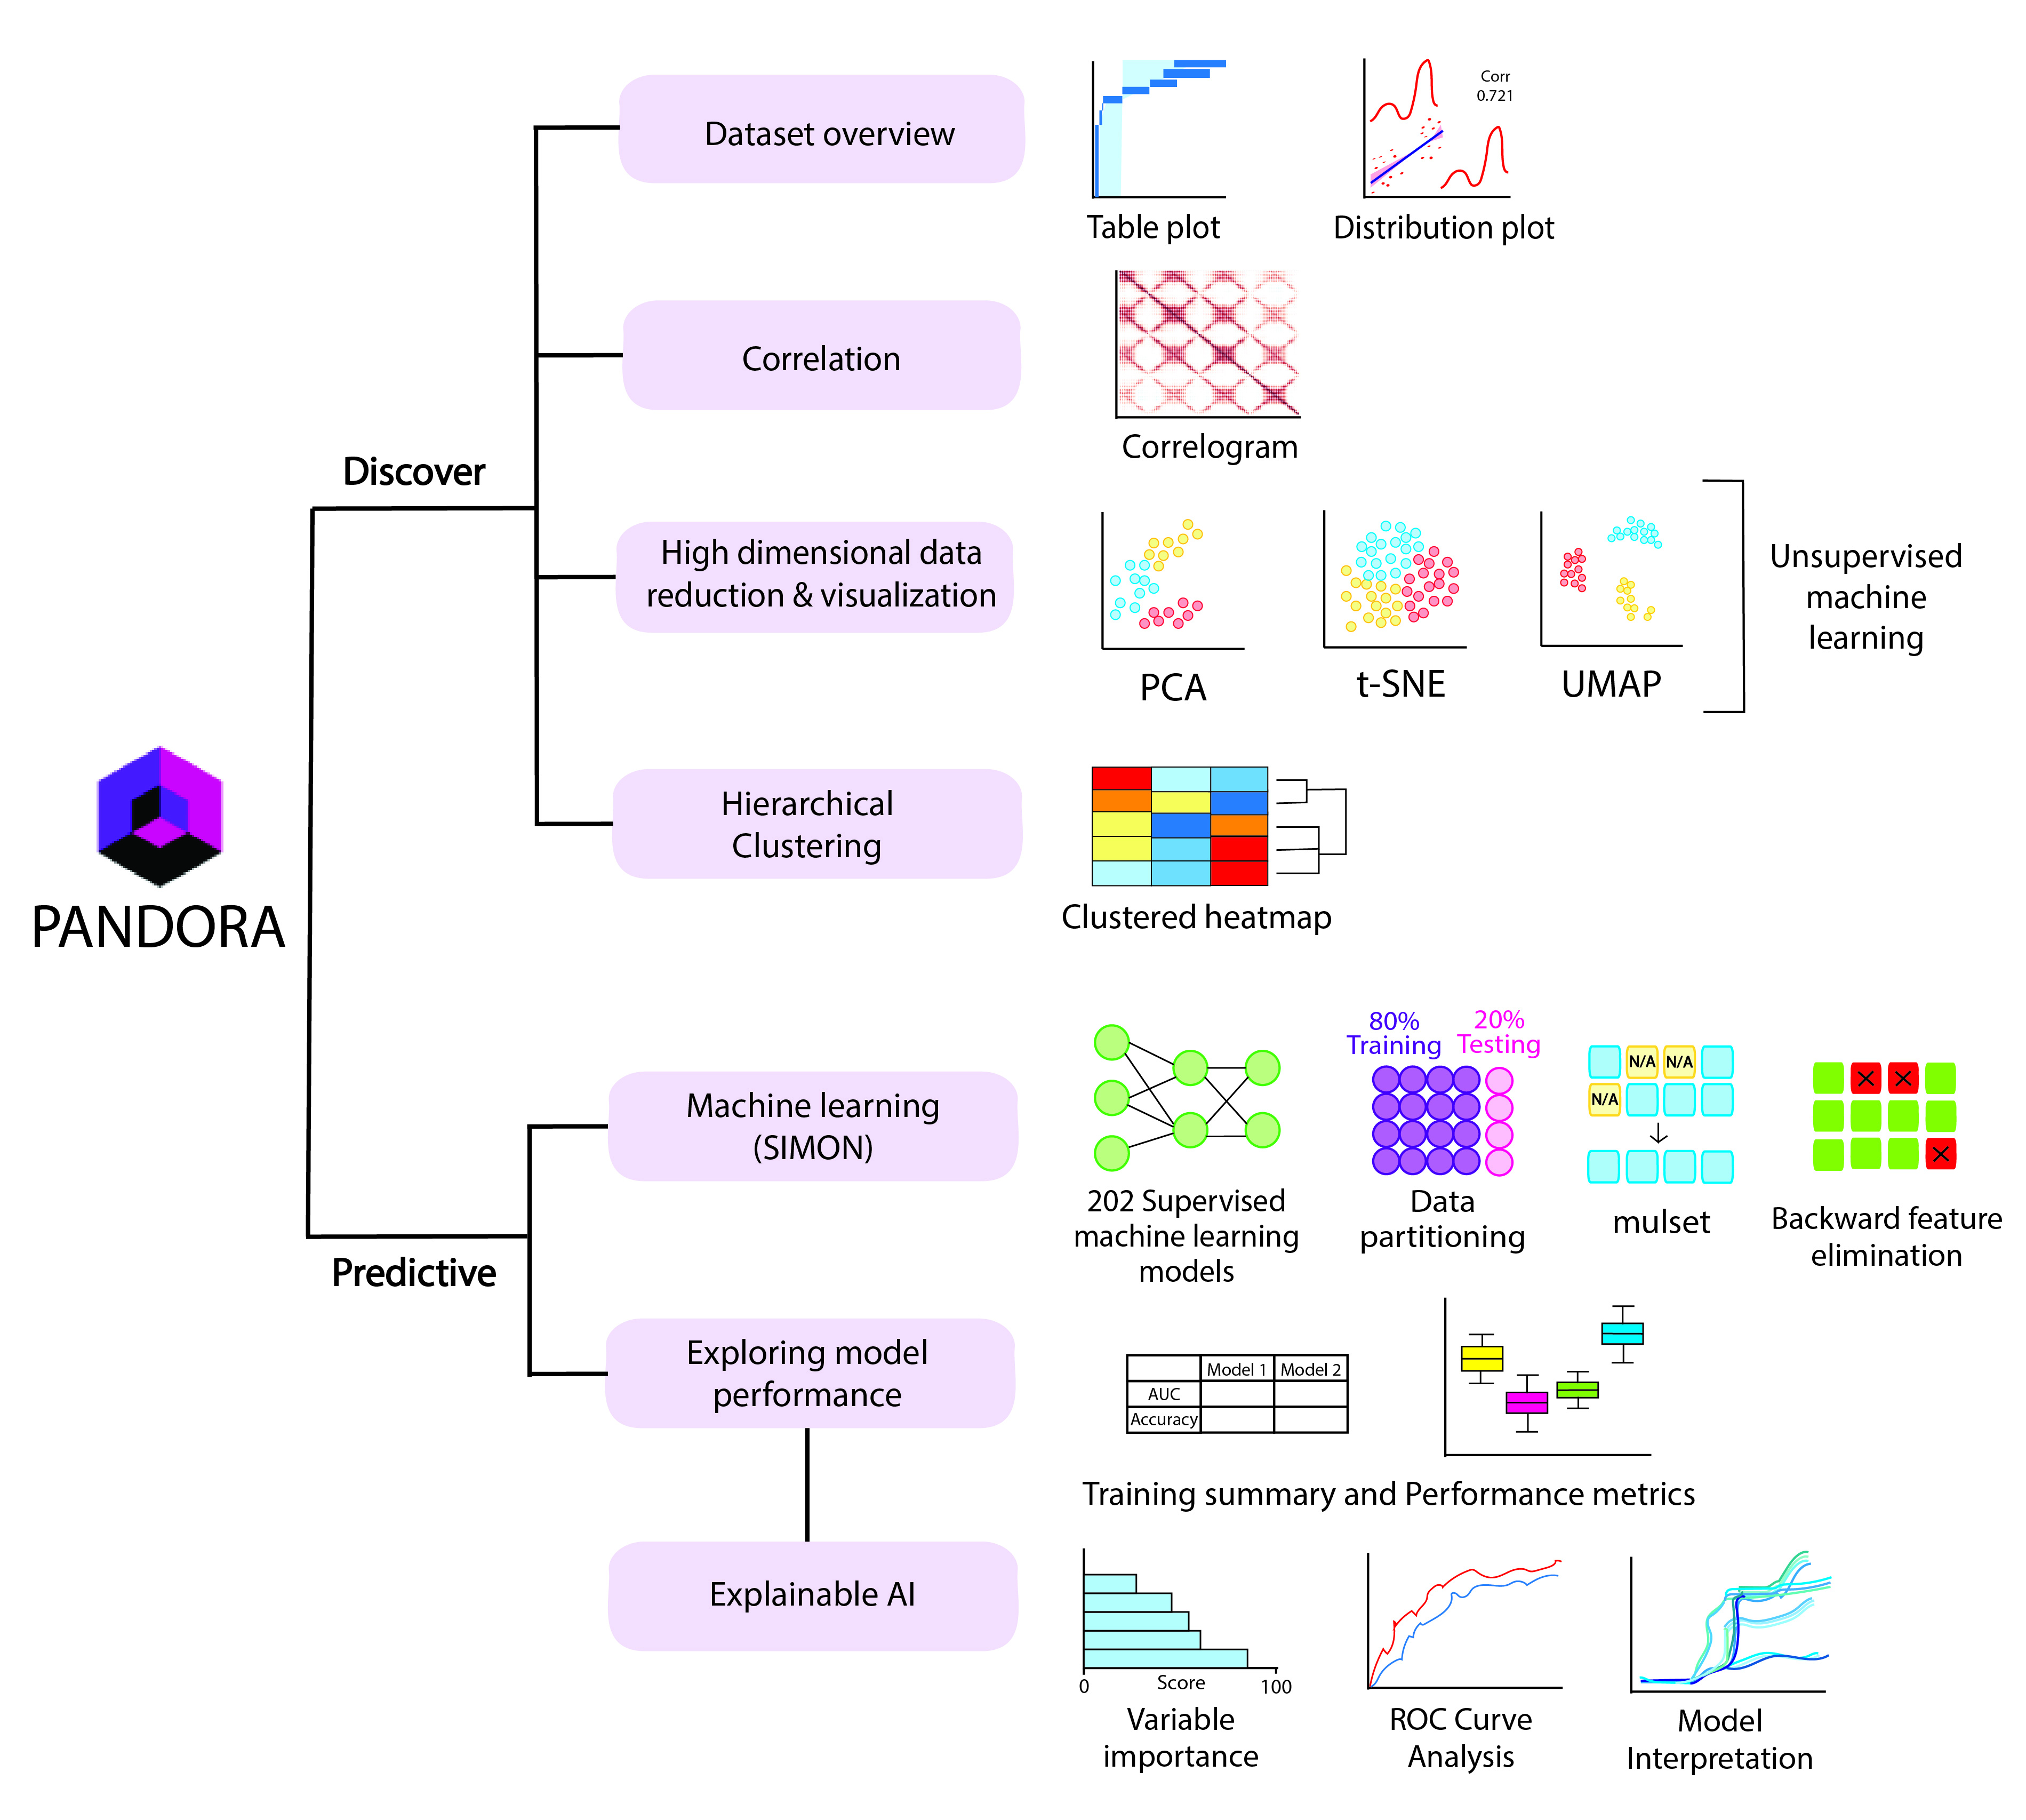 PANDORA
Discover
Dataset overview
Corr
0.721
Table plot
Distribution plot
Correlation
Correlogram
High dimensional data
reduction & visualization
PCA
t-SNE
UMAP
Unsupervised
machine
learning
Hierarchical
Clustering
Clustered heatmap
Predictive
Machine learning
(SIMON)
202 Supervised
machine learning
models
80%
Training
20%
Testing
Data
partitioning
N/A N/A
N/A
mulset
Backward feature
elimination
Exploring model
performance
Model 1 Model 2
AUC
Accuracy
Training summary and Performance metrics
Explainable AI
0 Score 100
Variable
importance
ROC Curve
Analysis
Model
Interpretation